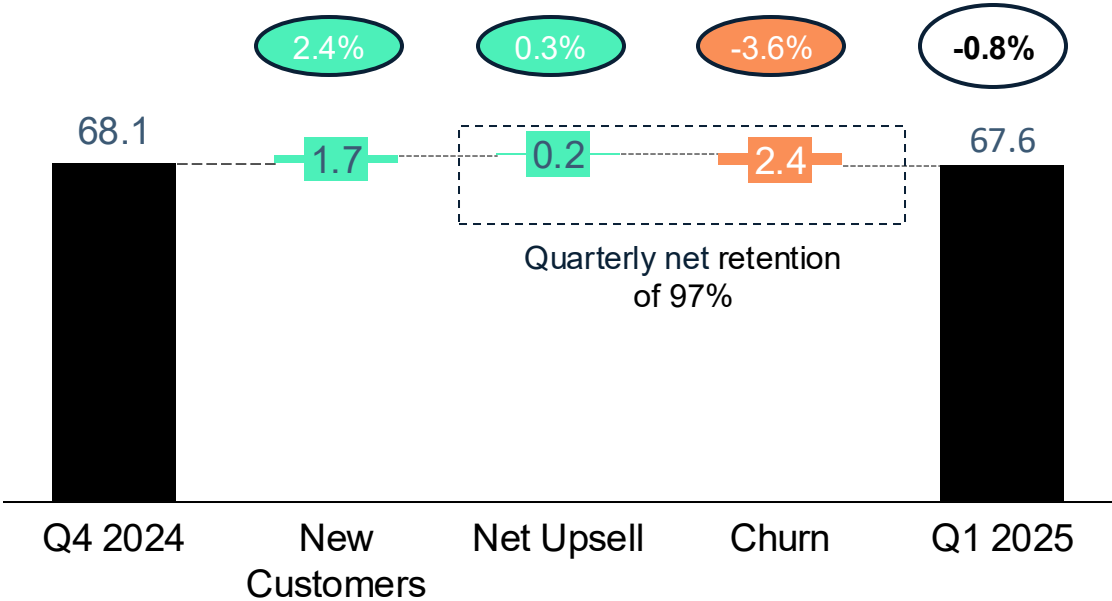 2.4%
0.3%
-3.6%
-0.8%
68.1
1.7
0.2
2.4
67.6
Quarterly net retention
of 97%
Q4 2024
New
Customers
Net Upsell
Churn
Q1 2025